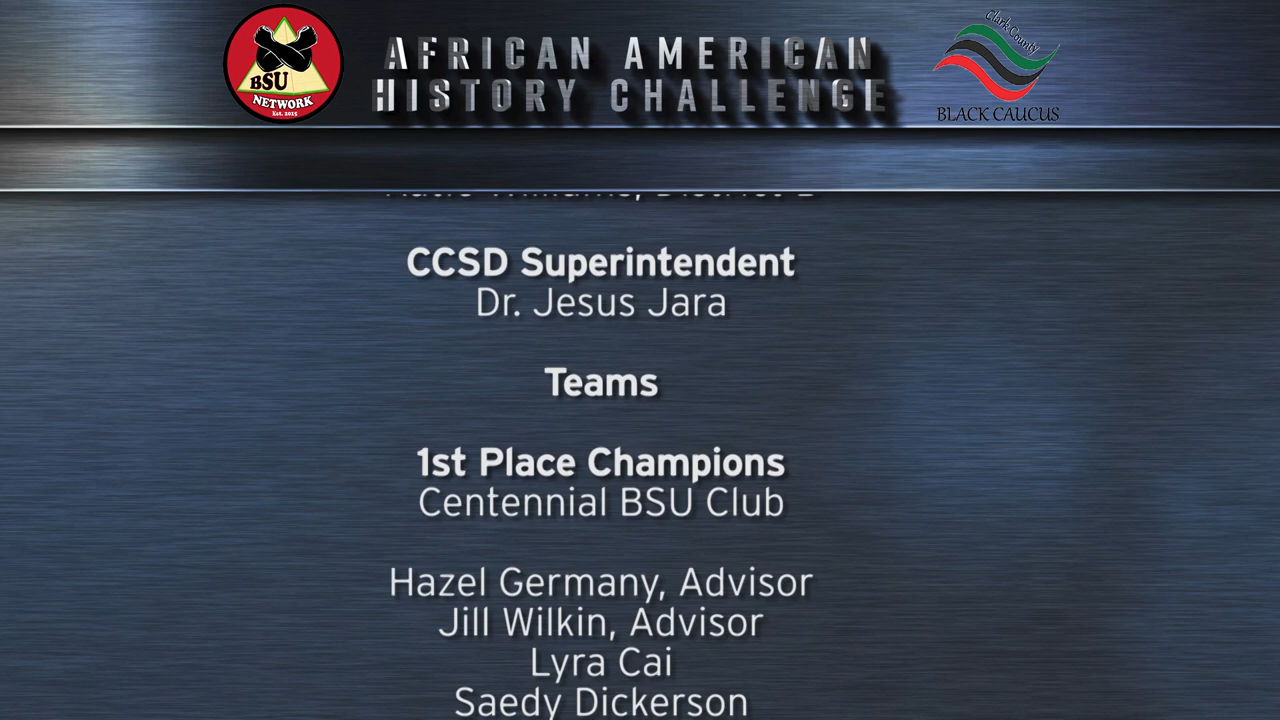 BSU
NETWORK
Est. 2015
AFRICAN AMERICAN
HISTORY CHALLENGE
Clark County
BLACK CAUCUS
CCSD Superintendent
Dr. Jesus Jara
Teams
1st Place Champions
Centennial BSU Club
Hazel Germany, Advisor
Jill Wilkin, Advisor
Lyra Cai
Saedy Dickerson